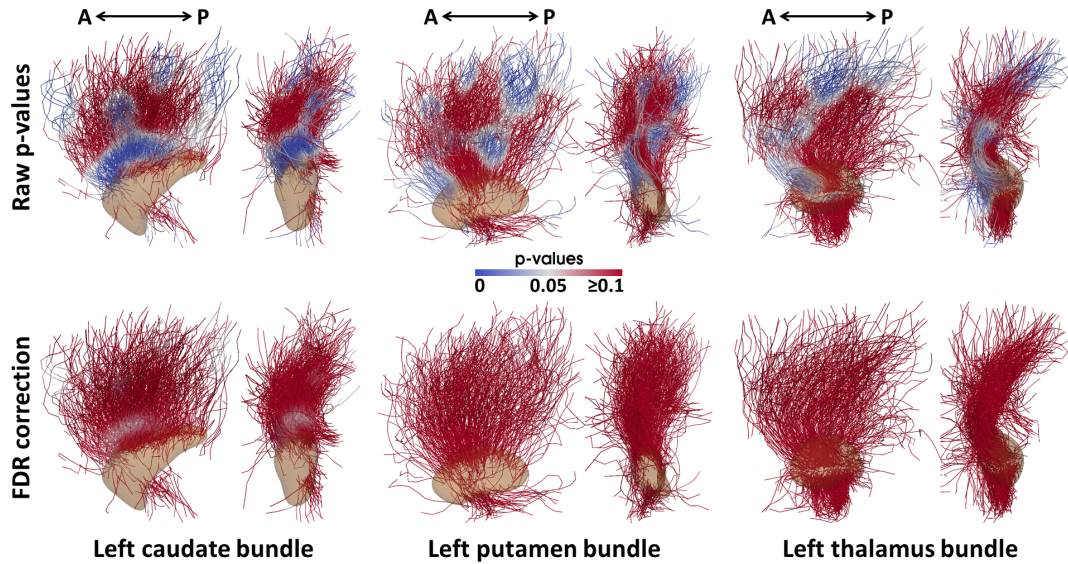 A P A P A P
Raw p-values
p-values
0 0.05 ≥0.1
FDR correction
Left caudate bundle Left putamen bundle Left thalamus bundle